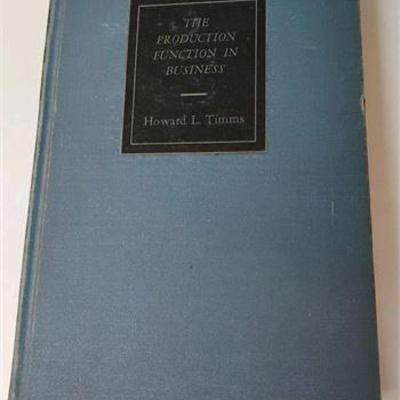 THE
PRODUCTION
FUNCTION IN
BUSINESS
Howard L. Timms